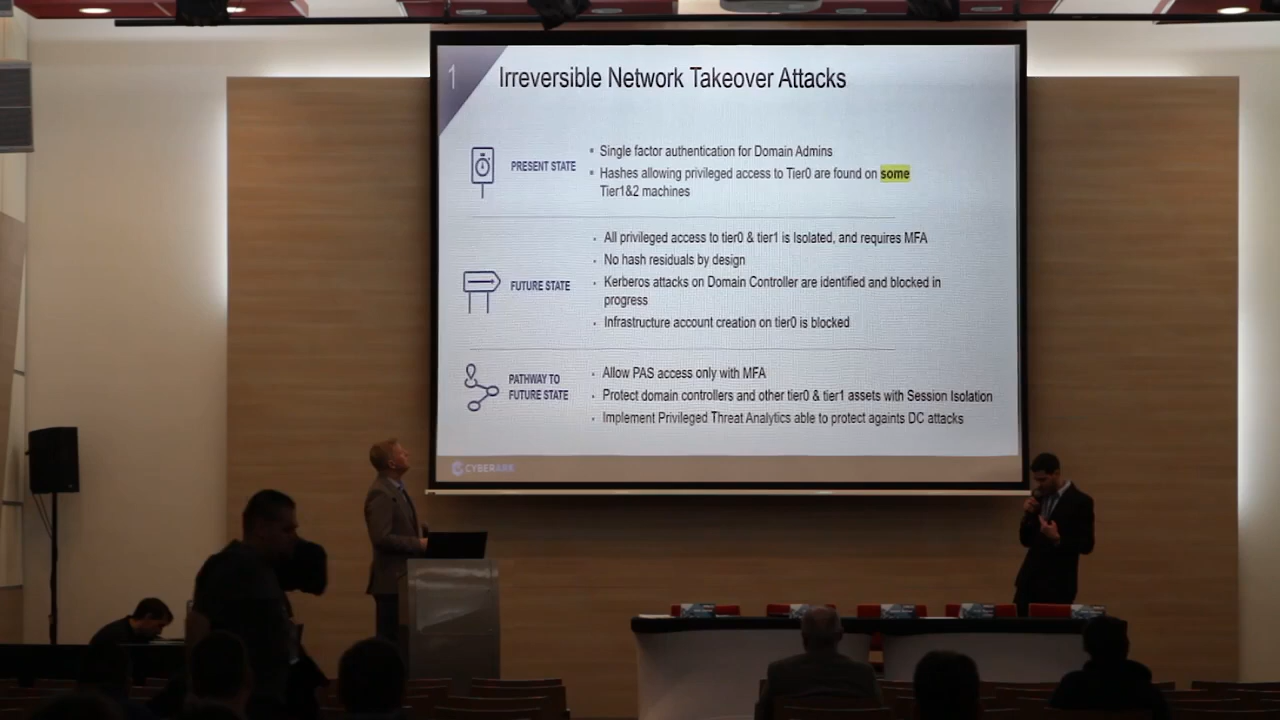 1
Irreversible Network Takeover Attacks
PRESENT STATE
Single factor authentication for Domain Admins
Hashes allowing privileged access to Tier0 are found on some
Tier1&2 machines
FUTURE STATE
All privileged access to tier0 & tier1 is Isolated, and requires MFA
No hash residuals by design
Kerberos attacks on Domain Controller are identified and blocked in
progress
Infrastructure account creation on tier0 is blocked
PATHWAY TO
FUTURE STATE
Allow PAS access only with MFA
Protect domain controllers and other tier0 & tier1 assets with Session Isolation
Implement Privileged Threat Analytics able to protect againts DC attacks
CYBERARK